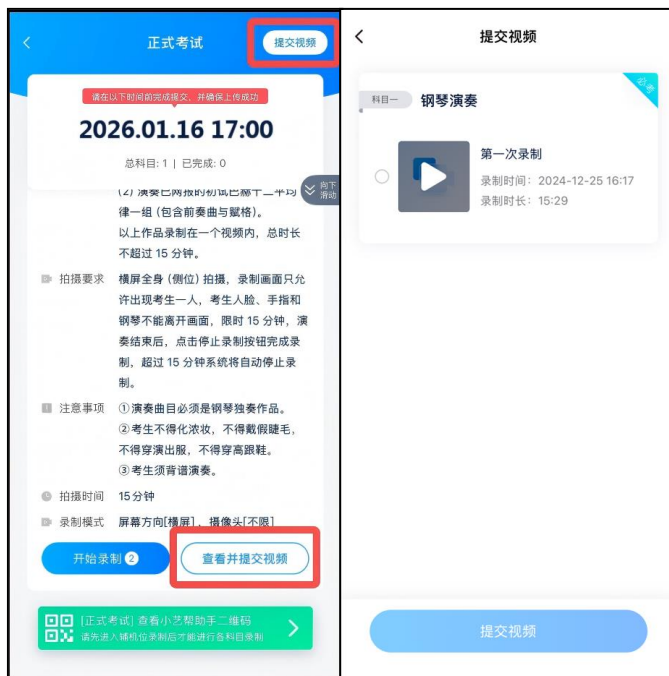 正式考试
提交视频
请在以下时间前完成提交，并确保上传成功
2026.01.16 17:00
总科目: 1 | 已完成: 0
向下
滑动
(2) 演奏已网报的初试巴赫十二平均
律一组 (包含前奏曲与赋格)。
以上作品录制在一个视频内，总时长
不超过 15 分钟。
拍摄要求
横屏全身 (侧位) 拍摄，录制画面只允
许出现考生一人，考生人脸、手指和
钢琴不能离开画面，限时 15 分钟，演
奏结束后，点击停止录制按钮完成录
制，超过 15 分钟系统将自动停止录
制。
注意事项
①演奏曲目必须是钢琴独奏作品。
②考生不得化浓妆，不得戴假睫毛，
不得穿演出服，不得穿高跟鞋。
③考生须背谱演奏。
拍摄时间
15分钟
录制模式
屏幕方向[横屏]，摄像头[不限]
开始录制 2
查看并提交视频
[正式考试] 查看小艺帮助手二维码
请先进入辅机位录制后才能进行各科目录制
提交视频
必考
科目一
钢琴演奏
第一次录制
录制时间：2024-12-25 16:17
录制时长：15:29
提交视频